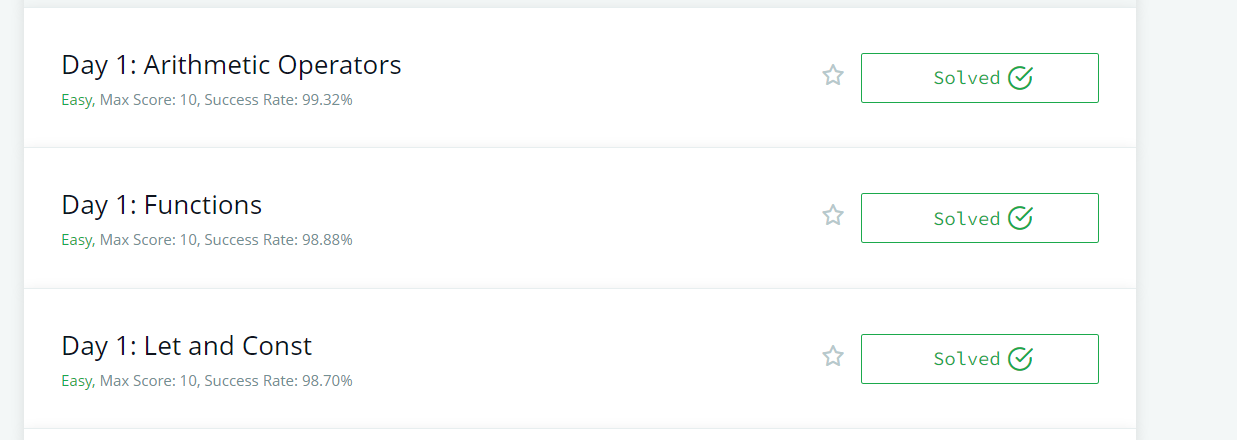 Day 1: Arithmetic Operators
Easy, Max Score: 10, Success Rate: 99.32%
Solved
Day 1: Functions
Easy, Max Score: 10, Success Rate: 98.88%
Solved
Day 1: Let and Const
Easy, Max Score: 10, Success Rate: 98.70%
Solved